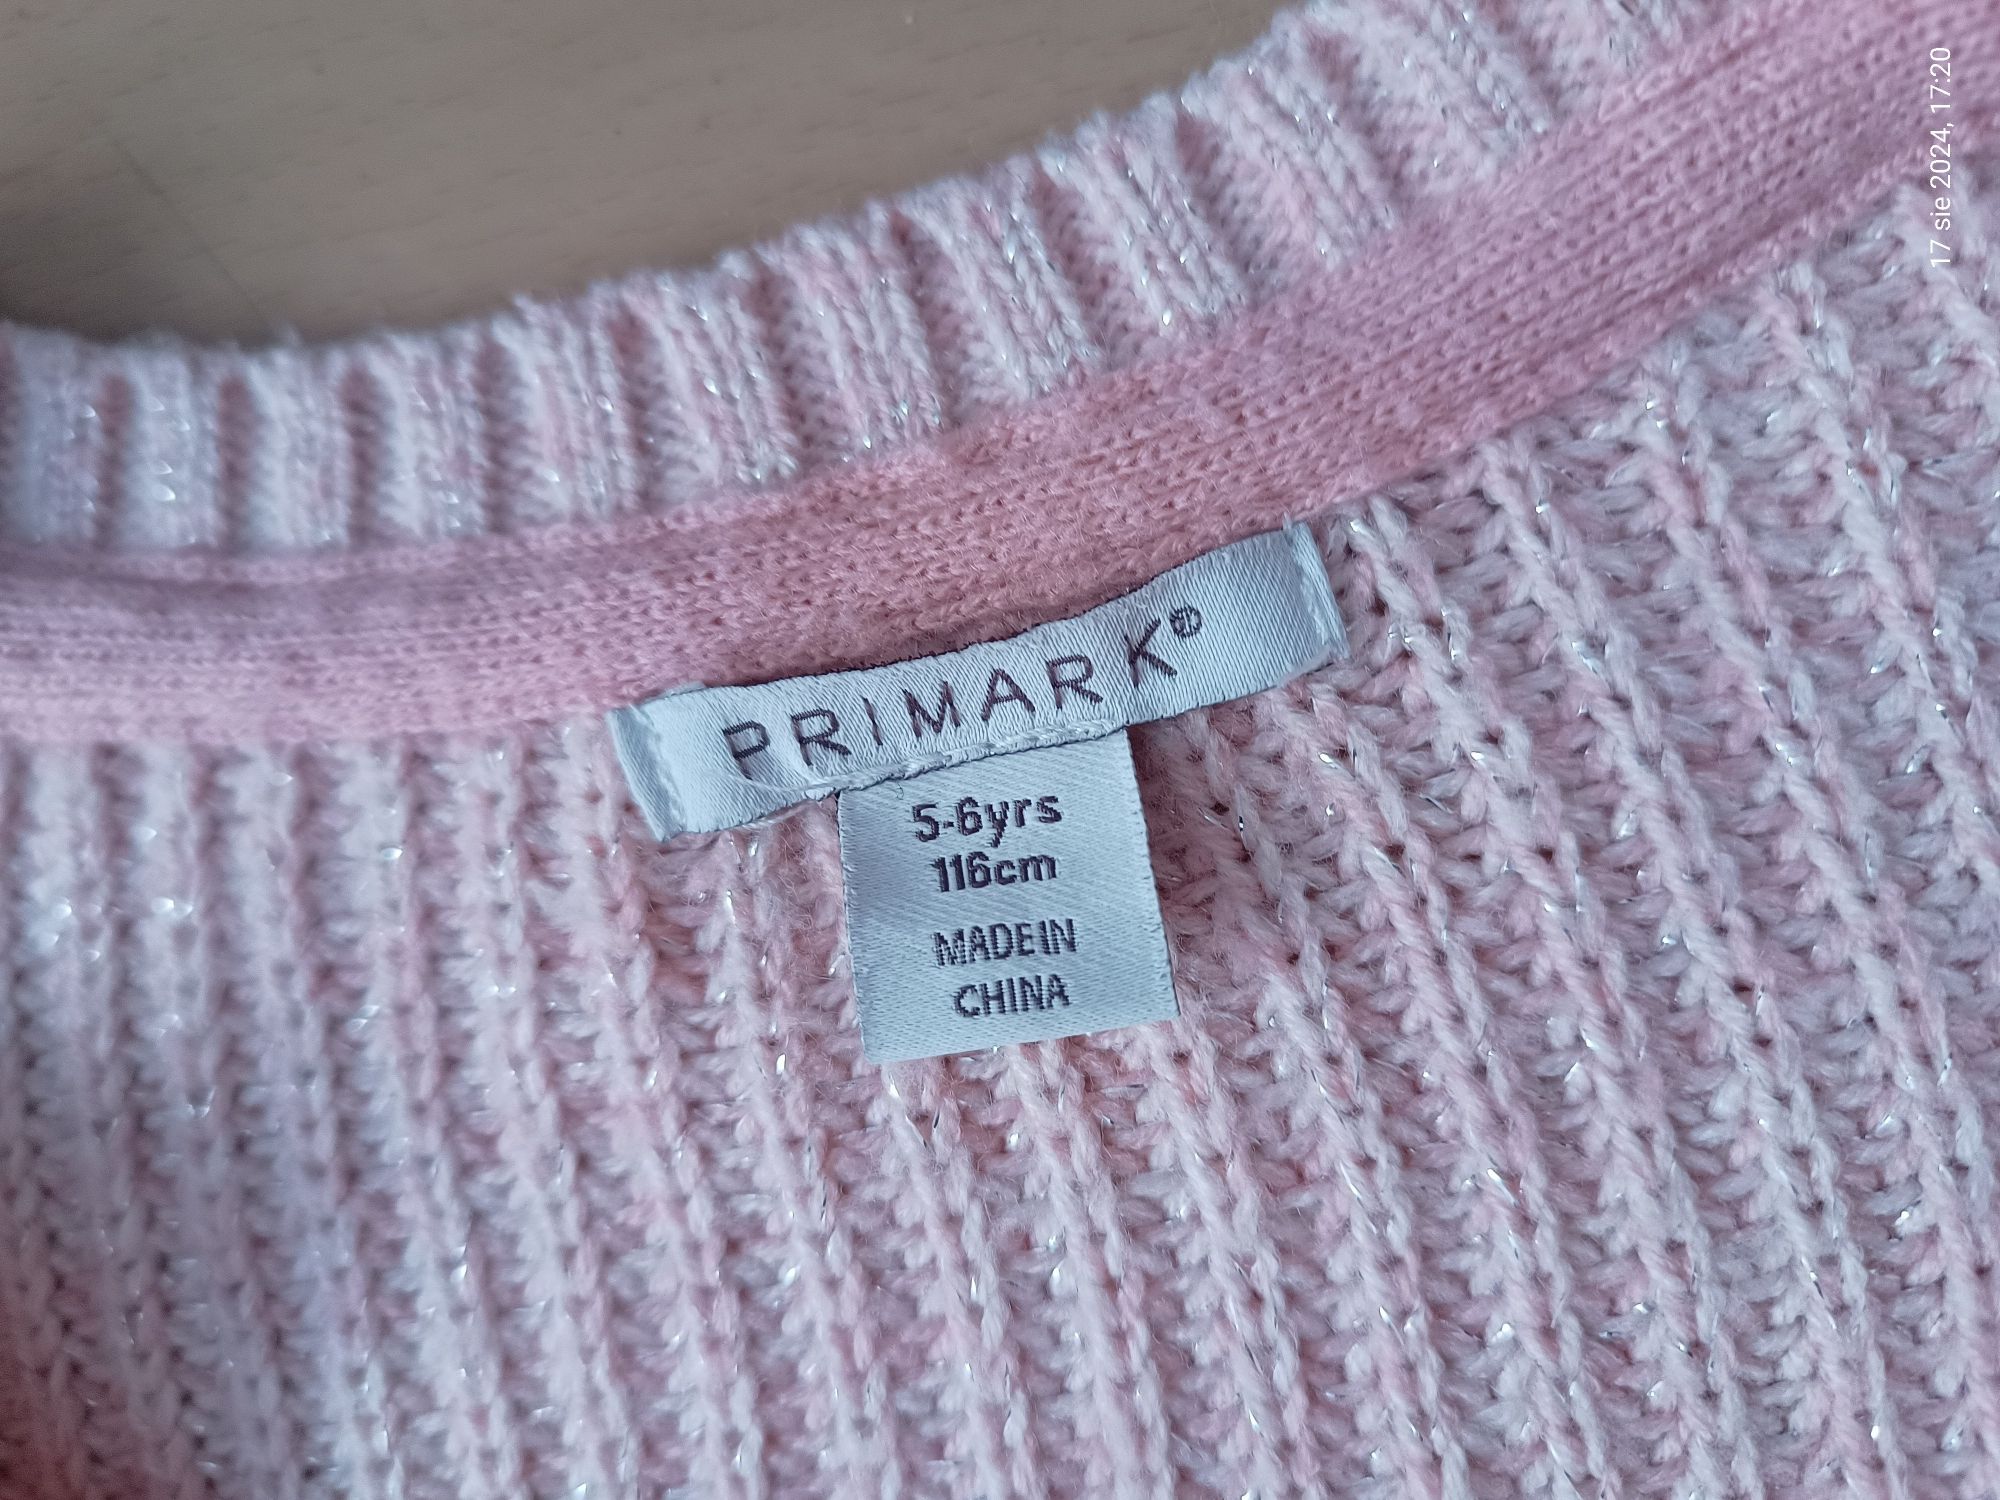 PRIMARK®
5-6yrs
116cm
MADE IN
CHINA
17 sie 2024, 17:20